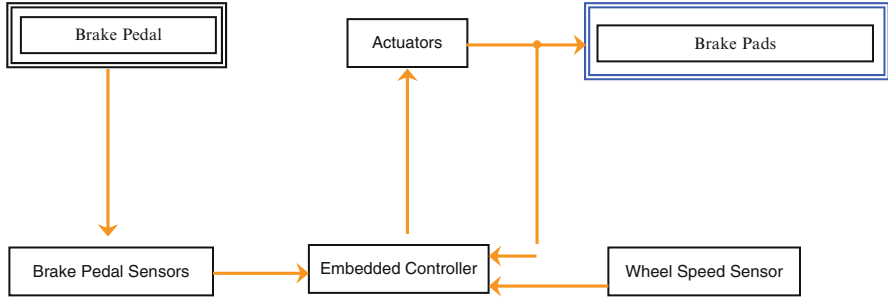 Brake Pedal
Actuators
Brake Pads
Brake Pedal Sensors
Embedded Controller
Wheel Speed Sensor